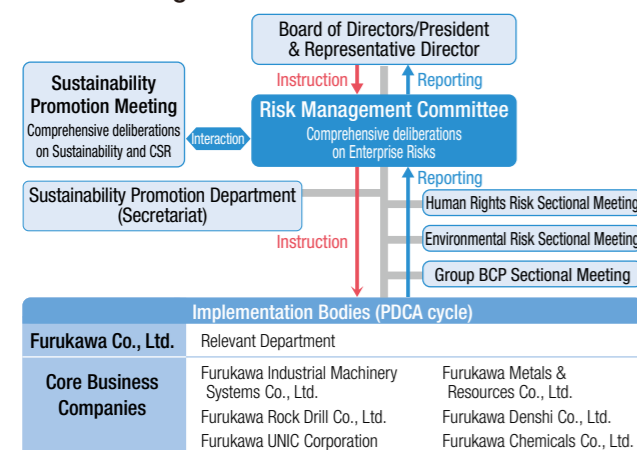 Board of Directors/President
& Representative Director
Instruction
Reporting
Sustainability
Promotion Meeting
Comprehensive deliberations
on Sustainability and CSR
Interaction
Risk Management Committee
Comprehensive deliberations
on Enterprise Risks
Reporting
Sustainability Promotion Department
(Secretariat)
Human Rights Risk Sectional Meeting
Instruction
Environmental Risk Sectional Meeting
Group BCP Sectional Meeting
Implementation Bodies (PDCA cycle)
Furukawa Co., Ltd.
Relevant Department
Core Business
Companies
Furukawa Industrial Machinery
Systems Co., Ltd.
Furukawa Rock Drill Co., Ltd.
Furukawa UNIC Corporation
Furukawa Metals &
Resources Co., Ltd.
Furukawa Denshi Co., Ltd.
Furukawa Chemicals Co., Ltd.